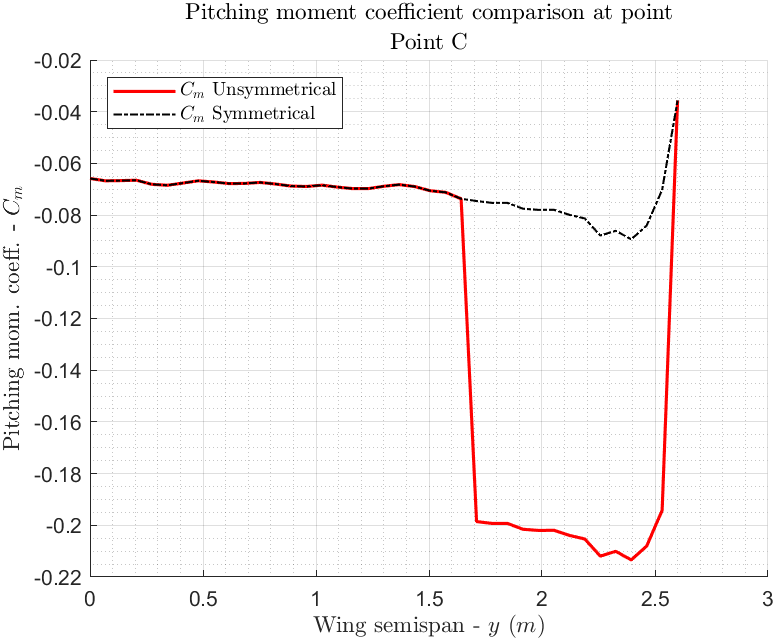 Pitching moment coefficient comparison at point
Point C
C_m Unsymmetrical
C_m Symmetrical
Pitching mom. coeff. - C_m
-0.02
-0.04
-0.06
-0.08
-0.1
-0.12
-0.14
-0.16
-0.18
-0.2
-0.22
0 0.5 1 1.5 2 2.5 3
Wing semispan - y (m)